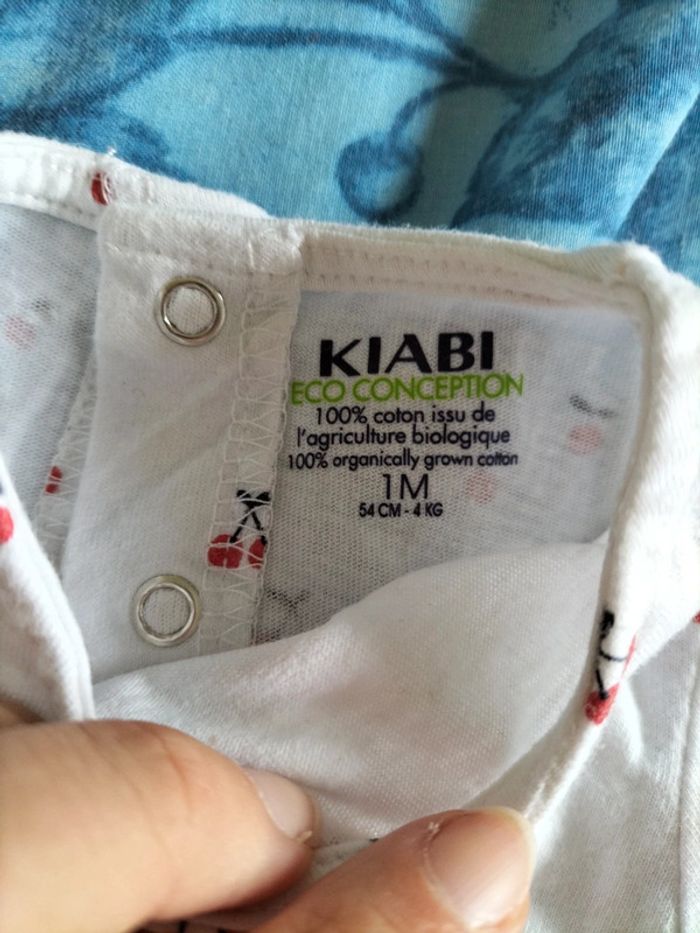 KIABI
ECO CONCEPTION
100% coton issu de
l'agriculture biologique
100% organically grown cotton
1M
54 CM - 4 KG